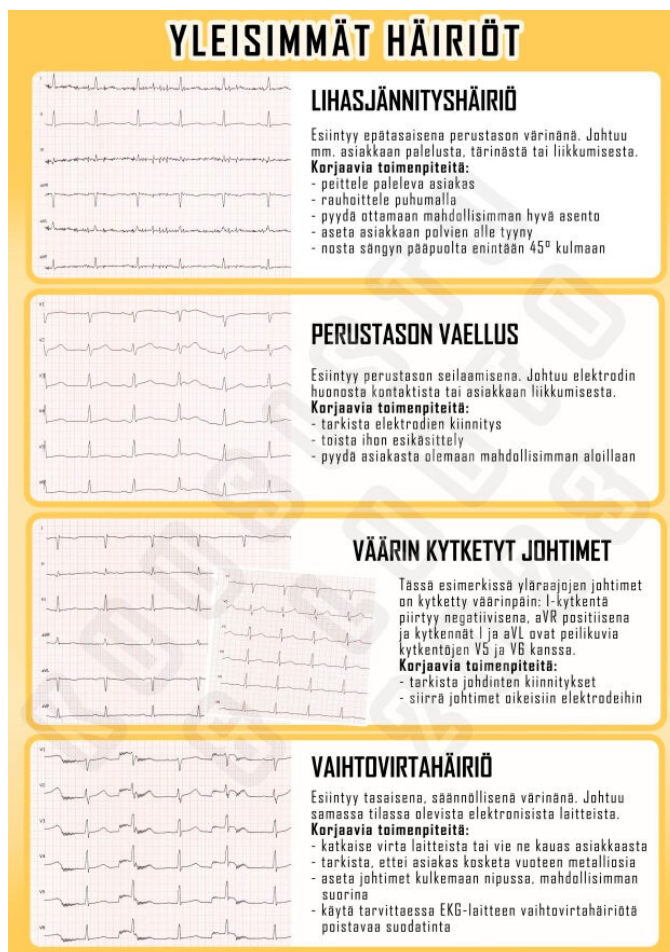 YLEISIMMÄT HÄIRIÖT
LIHASJÄNNITYSHÄIRIÖ
Esiintyy epätasaisena perustason värinänä. Johtuu
mm. asiakkaan palelusta, tärinästä tai liikkumisesta.
Korjaavia toimenpiteitä:
- peittele paleleva asiakas
- rauhoittele puhumalla
- pyydä ottamaan mahdollisimman hyvä asento
- aseta asiakkaan polvien alle tyyny
- nosta sängyn pääpuolta enintään 45° kulmaan
PERUSTASON VAELLUS
Esiintyy perustason seilaamisena. Johtuu elektrodin
huonosta kontaktista tai asiakkaan liikkumisesta.
Korjaavia toimenpiteitä:
- tarkista elektrodien kiinnitys
- toista ihon esikäsittely
- pyydä asiakasta olemaan mahdollisimman aloillaan
VÄÄRIN KYTKETYT JOHTIMET
Tässä esimerkissä yläraajojen johtimet
on kytketty väärinpäin: I-kytkentä
piirtyy negatiivisena, aVR positiisena
ja kytkennät I ja aVL ovat peilikuvia
kytkentöjen V5 ja V6 kanssa.
Korjaavia toimenpiteitä:
- tarkista johdinten kiinnitykset
- siirrä johtimet oikeisiin elektrodeihin
VAIHTOVIRTAHÄIRIÖ
Esiintyy tasaisena, säännöllisenä värinänä. Johtuu
samassa tilassa olevista elektronisista laitteista.
Korjaavia toimenpiteitä:
- katkaise virta laitteista tai vie ne kauas asiakkaasta
- tarkista, ettei asiakas kosketa vuoteen metalliosia
- aseta johtimet kulkemaan nipussa, mahdollisimman
suorina
- käytä tarvittaessa EKG-laitteen vaihtovirtahäiriötä
poistavaa suodatinta